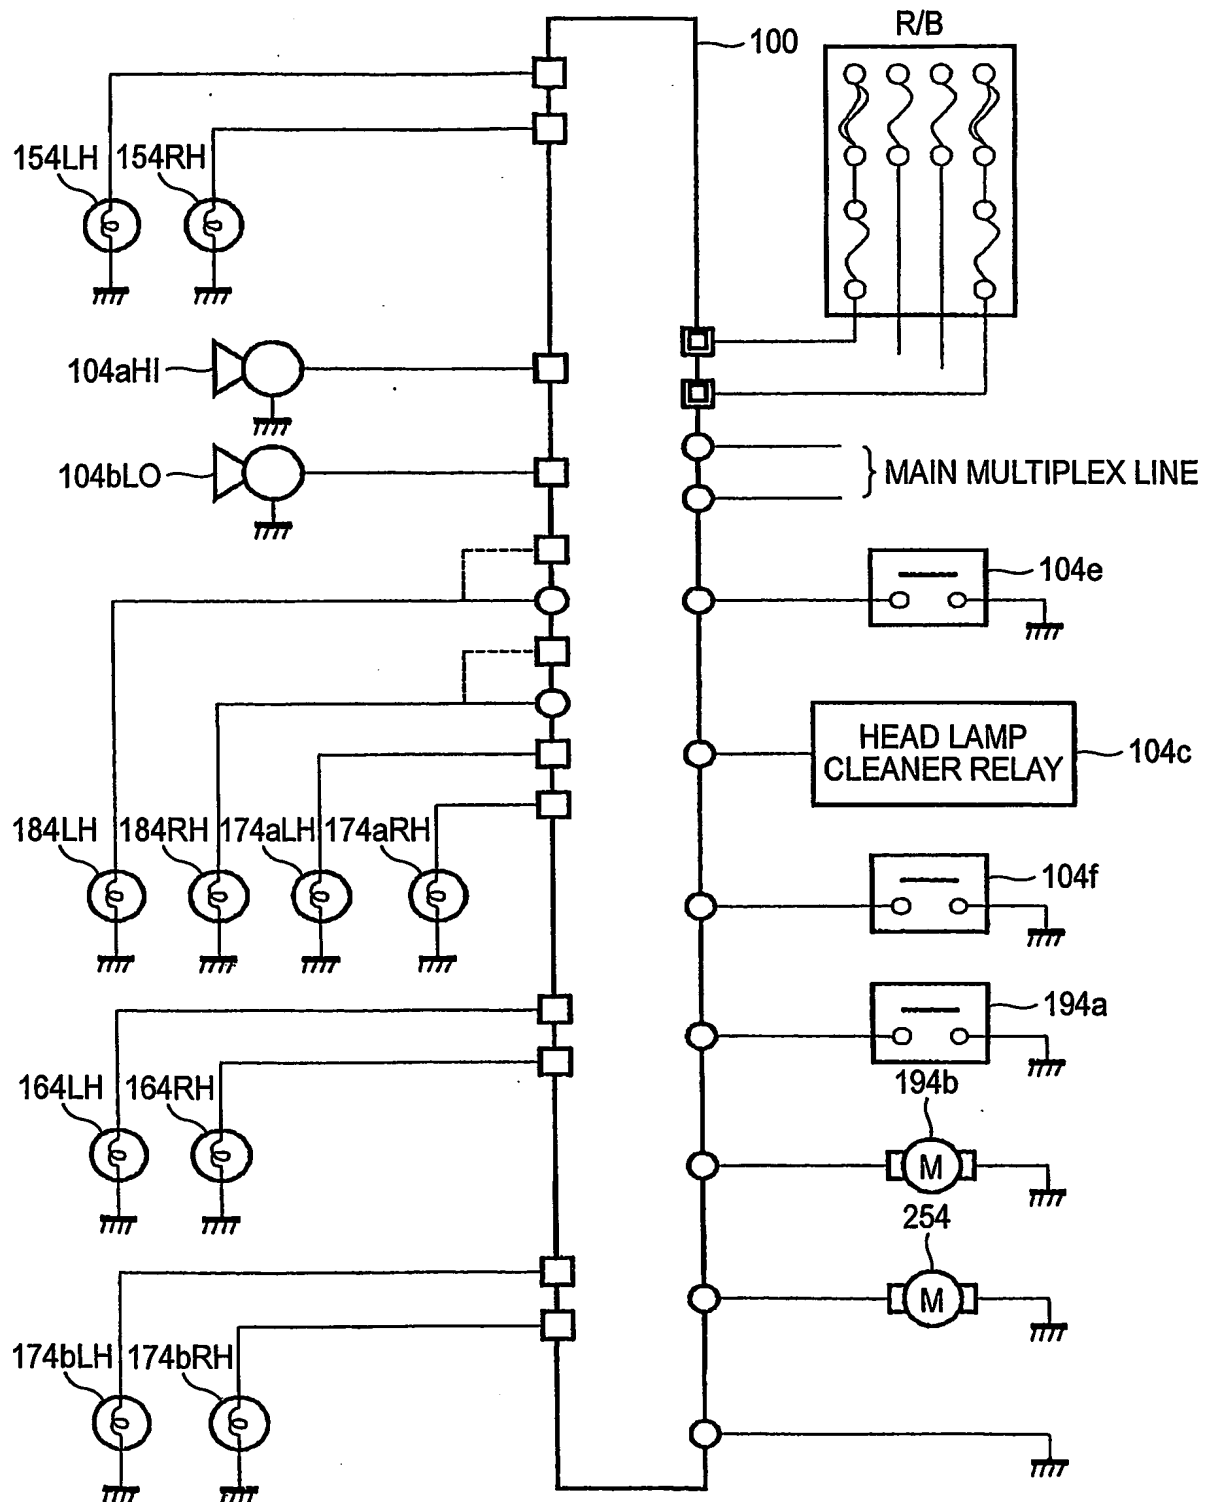 R/B
100
154LH 154RH
104aHI
104bLO
MAIN MULTIPLEX LINE
104e
HEAD LAMP
CLEANER RELAY
104c
184LH 184RH 174aLH 174aRH
104f
194a
164LH 164RH
194b
M
254
M
174bLH 174bRH